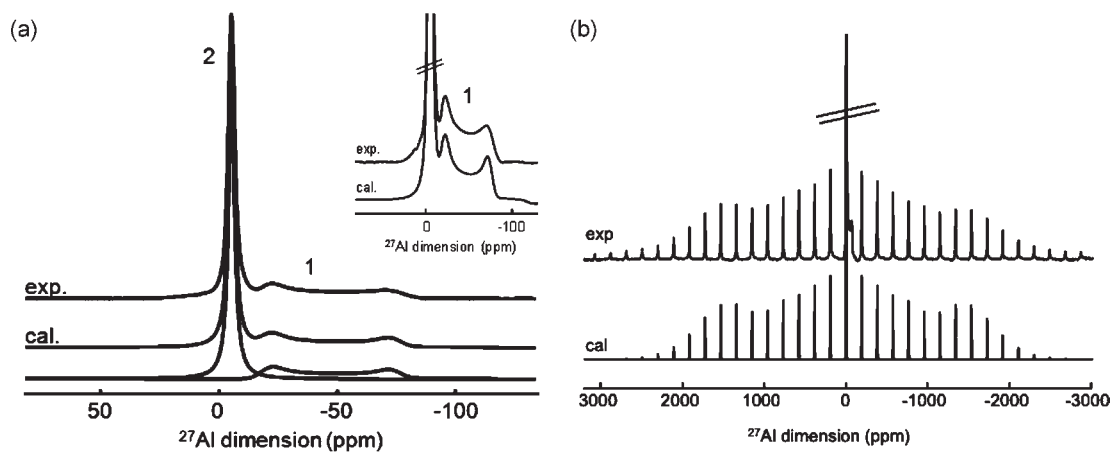 (a)
2
1
exp.
cal.
50
0
-50
-100
²⁷Al dimension (ppm)
1
exp.
cal.
0
-100
²⁷Al dimension (ppm)
(b)
exp
cal
3000 2000 1000 0 -1000 -2000 -3000
²⁷Al dimension (ppm)